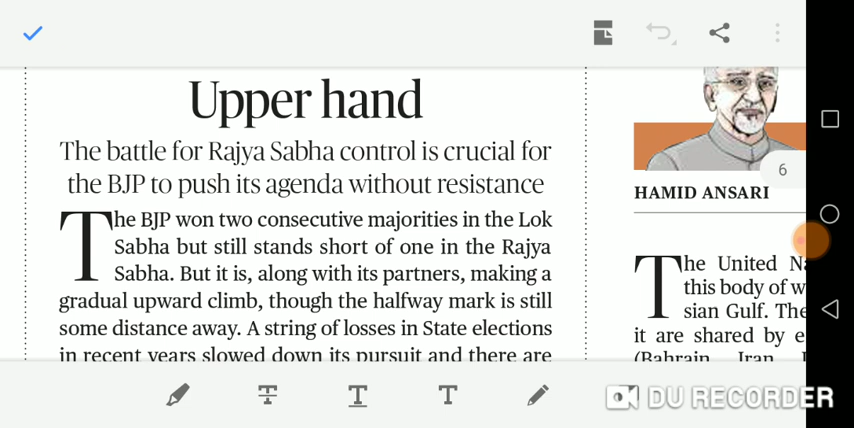 Upper hand
The battle for Rajya Sabha control is crucial for
the BJP to push its agenda without resistance
The BJP won two consecutive majorities in the Lok
Sabha but still stands short of one in the Rajya
Sabha. But it is, along with its partners, making a
gradual upward climb, though the halfway mark is still
some distance away. A string of losses in State elections
in recent years slowed down its pursuit and there are
6
HAMID ANSARI
The United Na
this body of w
sian Gulf. The
it are shared by e
(Bahrain, Iran, I
DU RECORDER